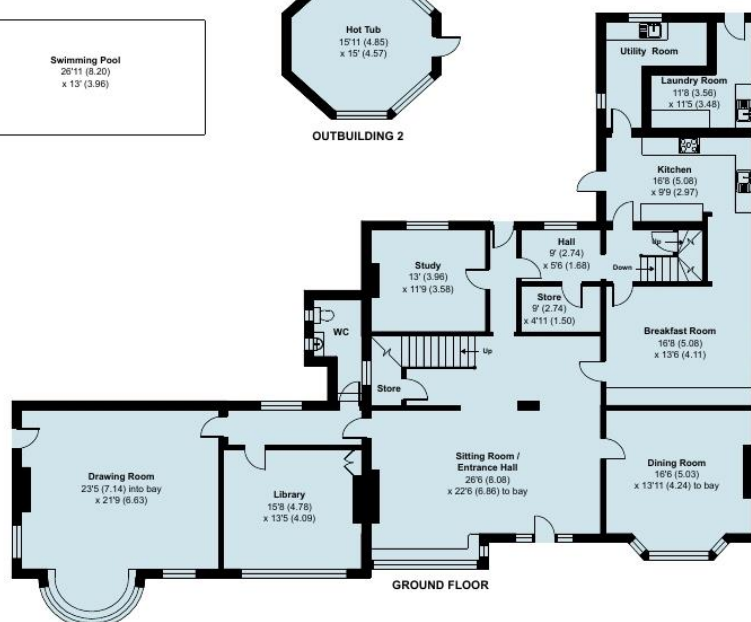 Swimming Pool
26'11 (8.20)
x 13' (3.96)
Hot Tub
15'11 (4.85)
x 15' (4.57)
OUTBUILDING 2
Utility Room
Laundry Room
11'8 (3.56)
x 11'5 (3.48)
Kitchen
16'8 (5.08)
x 9'9 (2.97)
Hall
9' (2.74)
x 5'6 (1.68)
Up
Down
Study
13' (3.96)
x 11'9 (3.58)
Store
9' (2.74)
x 4'11 (1.50)
WC
Breakfast Room
16'8 (5.08)
x 13'6 (4.11)
Up
Store
Drawing Room
23'5 (7.14) into bay
x 21'9 (6.63)
Library
15'8 (4.78)
x 13'5 (4.09)
Sitting Room /
Entrance Hall
26'6 (8.08)
x 22'6 (6.86) to bay
Dining Room
16'6 (5.03)
x 13'11 (4.24) to bay
GROUND FLOOR